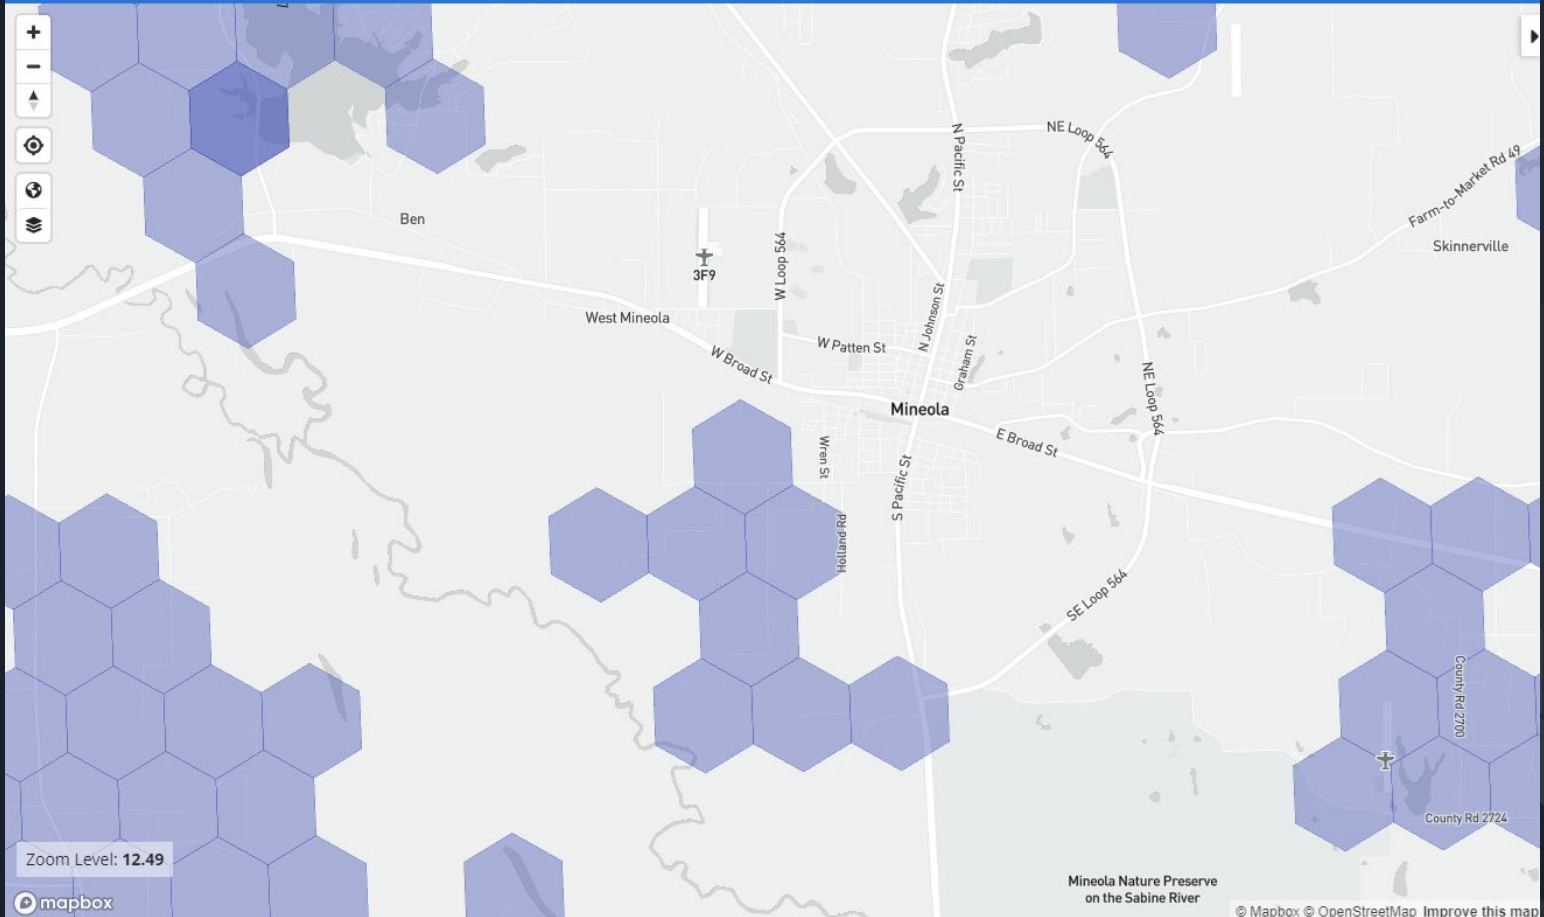 NE Loop 564
N Pacific St
Farm-to-Market Rd 49
Ben
Skinnerville
W Loop 564
3F9
N Johnson St
West Mineola
W Patten St
Graham St
W Broad St
NE Loop 564
Mineola
E Broad St
Wren St
S Pacific St
Holland Rd
SE Loop 564
County Rd 2700
County Rd 2724
Zoom Level: 12.49
Mineola Nature Preserve
on the Sabine River
mapbox
© Mapbox © OpenStreetMap Improve this map